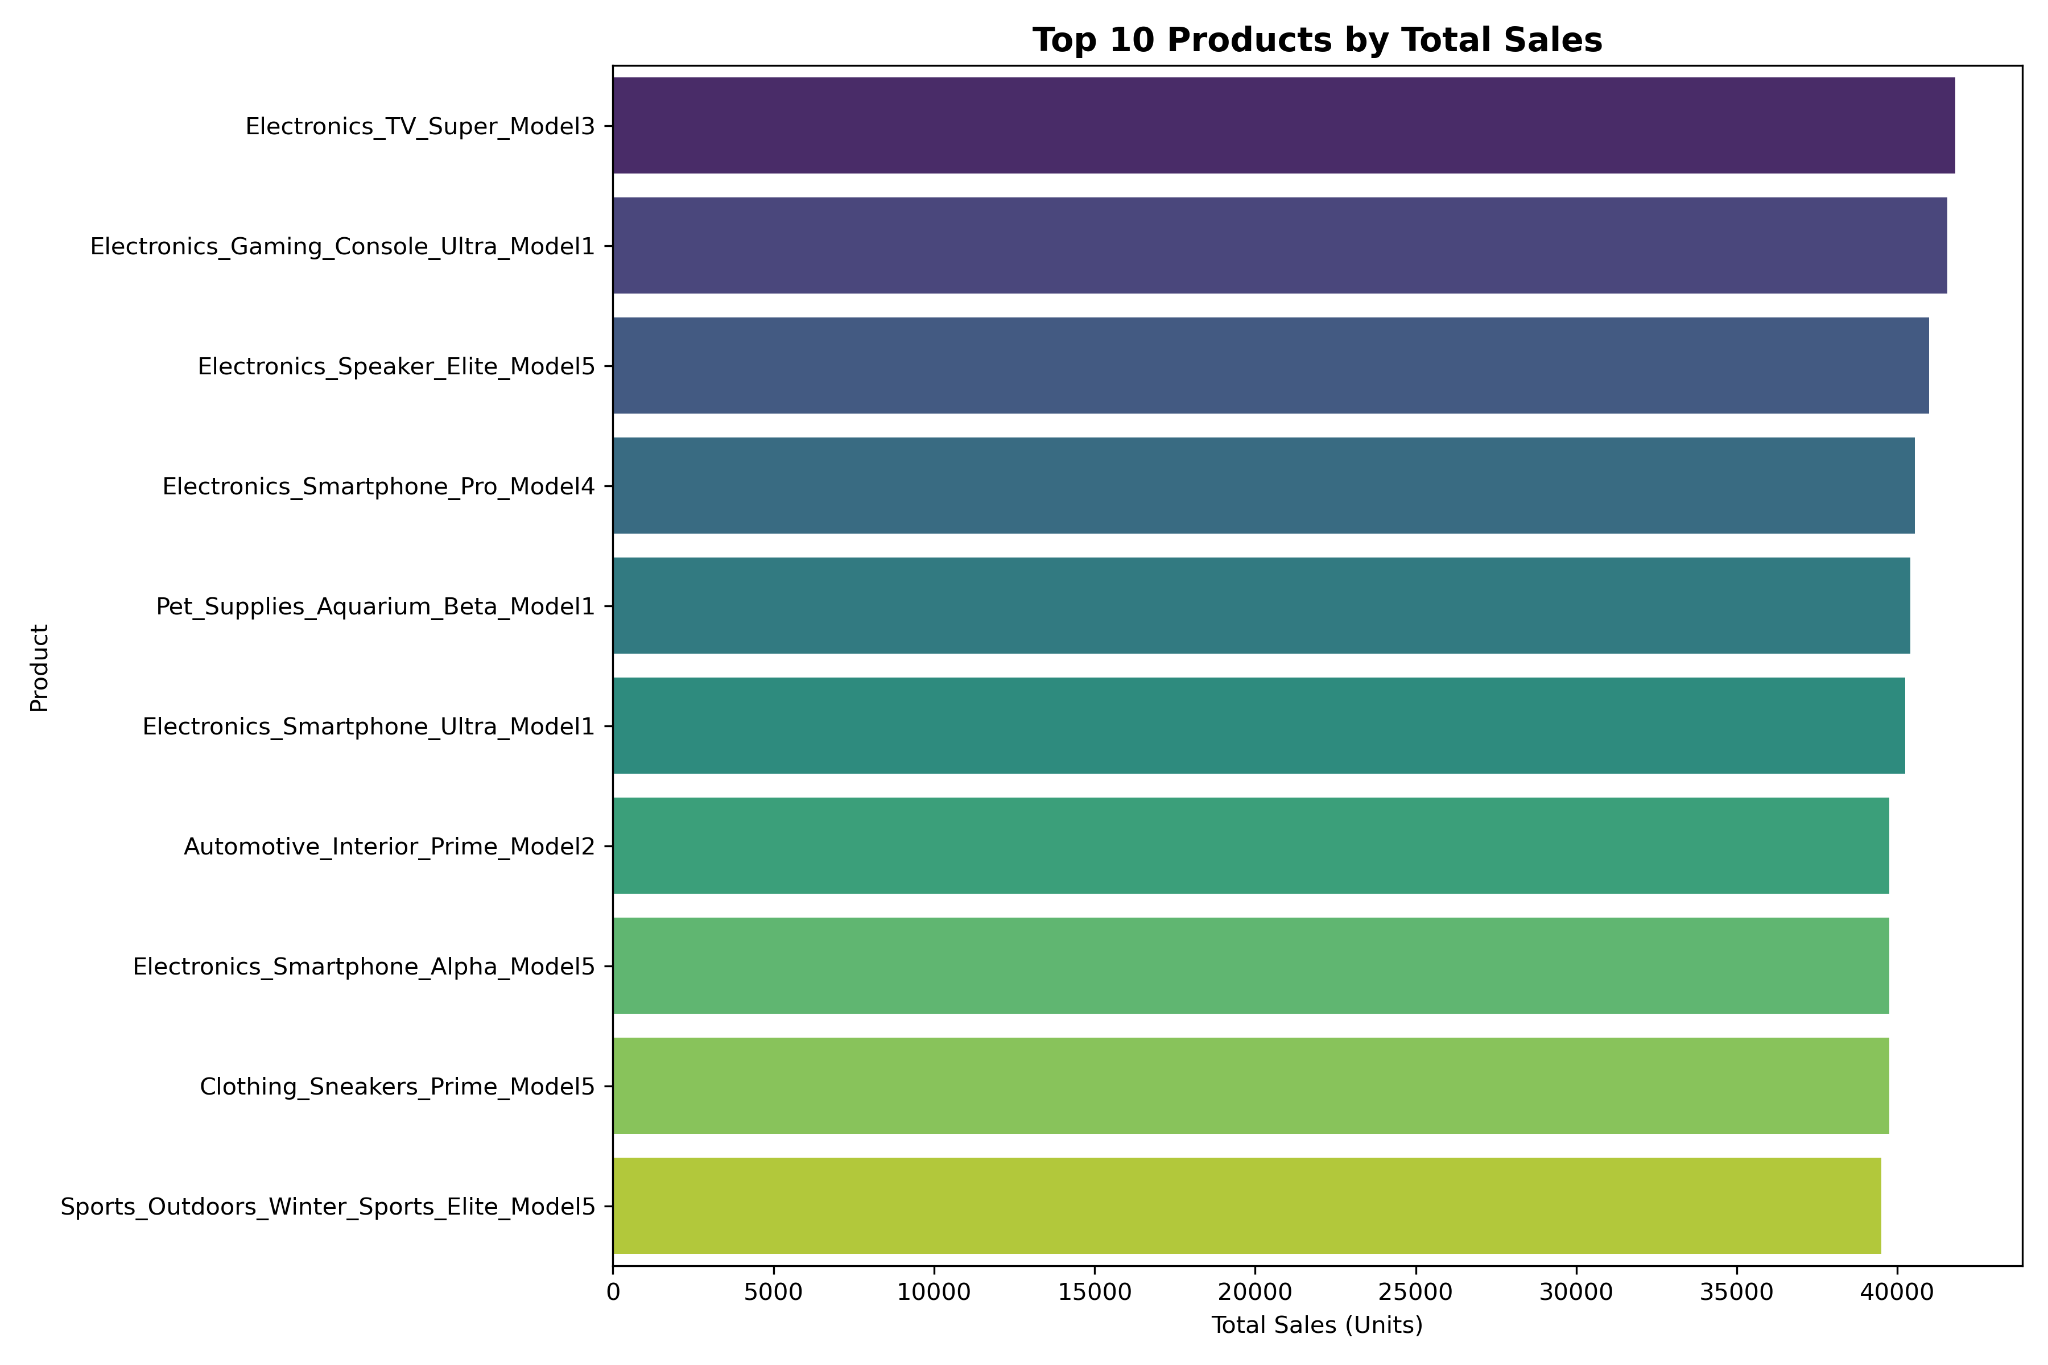 Top 10 Products by Total Sales
Electronics_TV_Super_Model3
Electronics_Gaming_Console_Ultra_Model1
Electronics_Speaker_Elite_Model5
Electronics_Smartphone_Pro_Model4
Pet_Supplies_Aquarium_Beta_Model1
Electronics_Smartphone_Ultra_Model1
Automotive_Interior_Prime_Model2
Electronics_Smartphone_Alpha_Model5
Clothing_Sneakers_Prime_Model5
Sports_Outdoors_Winter_Sports_Elite_Model5
Product
0 5000 10000 15000 20000 25000 30000 35000 40000
Total Sales (Units)